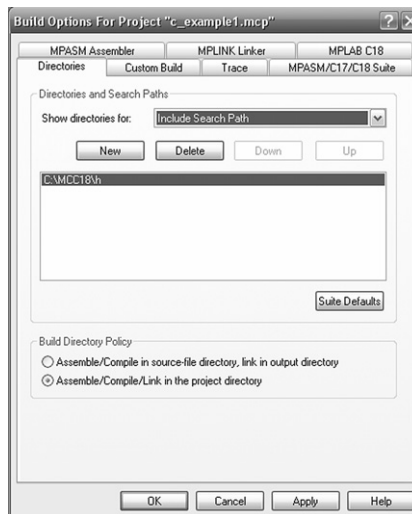 Build Options For Project "c_example1.mcp"
MPASM Assembler MPLINK Linker MPLAB C18
Directories Custom Build Trace MPASM/C17/C18 Suite
Directories and Search Paths
Show directories for: Include Search Path
New Delete Down Up
C:\MCC18\h
Suite Defaults
Build Directory Policy
Assemble/Compile in source-file directory, link in output directory
Assemble/Compile/Link in the project directory
OK Cancel Apply Help